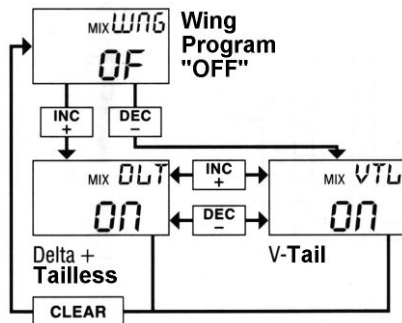 MIX WNG
OF
Wing
Program
"OFF"
INC
+
DEC
-
MIX DLT
ON
INC
+
DEC
-
MIX VTL
ON
Delta +
Tailless
V-Tail
CLEAR